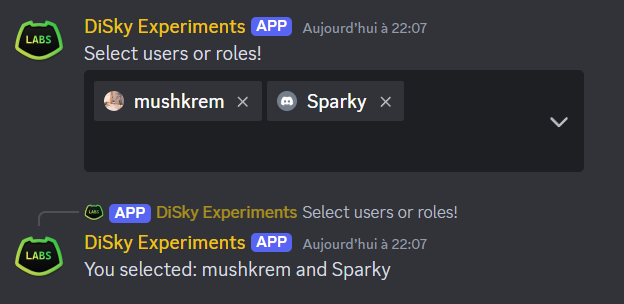 LABS DiSky Experiments APP Aujourd'hui à 22:07
Select users or roles!
mushkrem × Sparky ×
LABS APP DiSky Experiments Select users or roles!
LABS DiSky Experiments APP Aujourd'hui à 22:07
You selected: mushkrem and Sparky